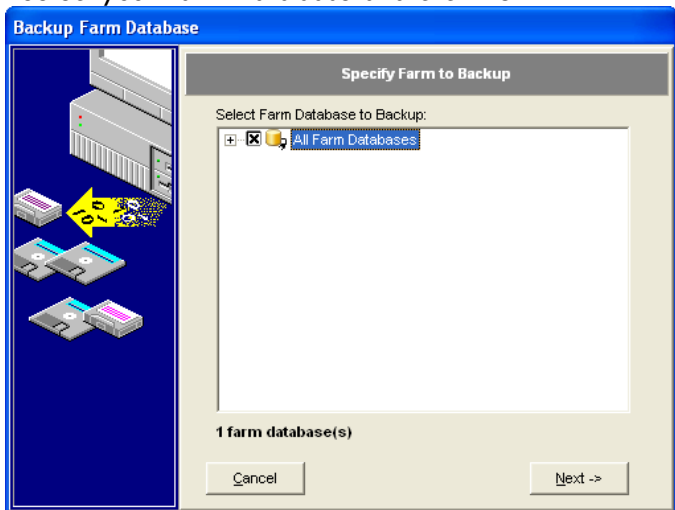 Backup Farm Database
Specify Farm to Backup
Select Farm Database to Backup:
All Farm Databases
1 farm database(s)
Cancel
Next ->